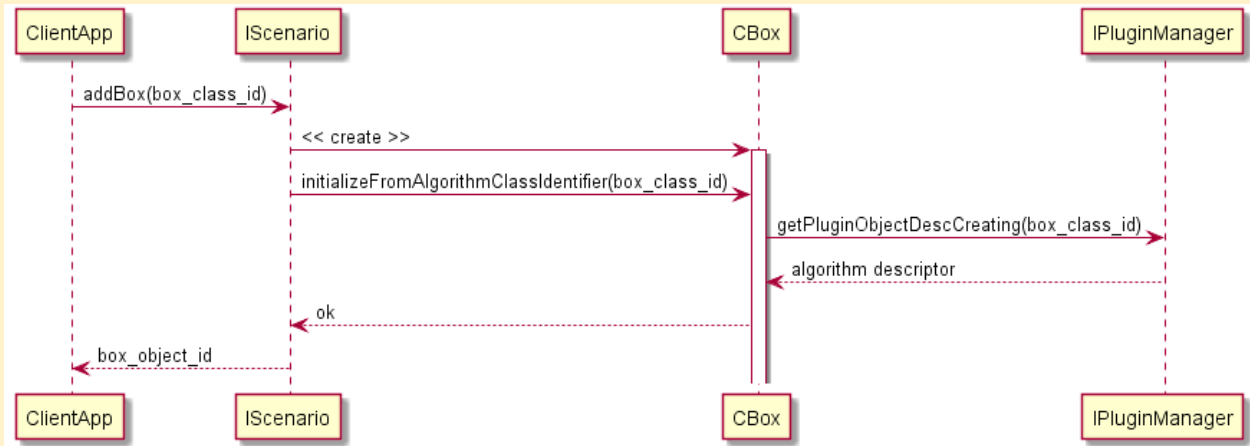 ClientApp IScenario CBox IPluginManager
addBox(box_class_id)
<< create >>
initializeFromAlgorithmClassIdentifier(box_class_id)
getPluginObjectDescCreating(box_class_id)
algorithm descriptor
ok
box_object_id
ClientApp IScenario CBox IPluginManager